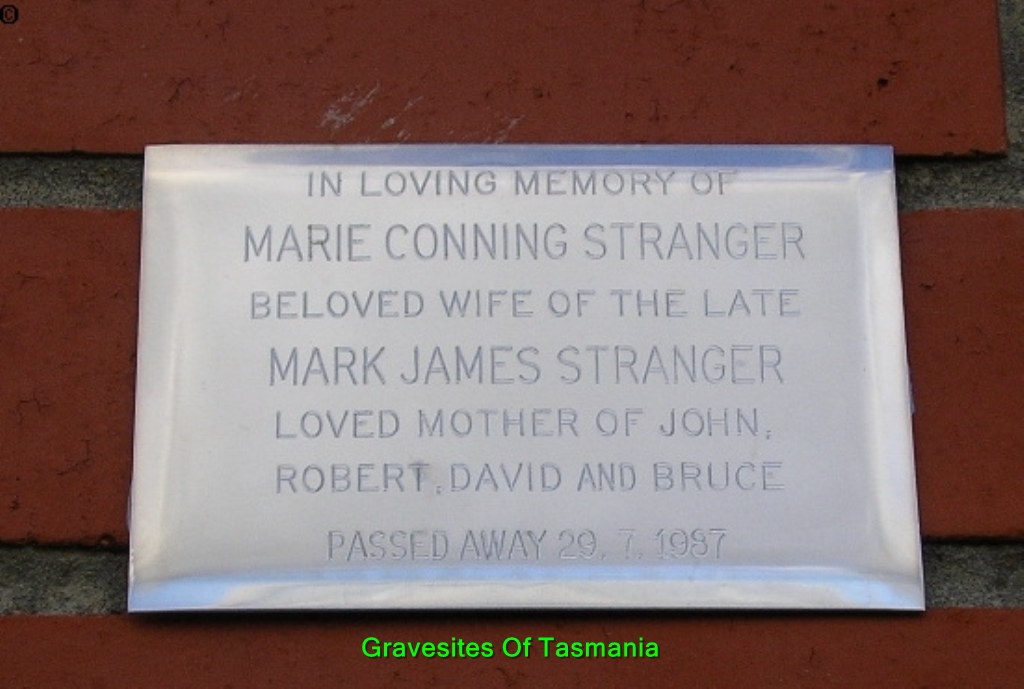 ©
IN LOVING MEMORY OF
MARIE CONNING STRANGER
BELOVED WIFE OF THE LATE
MARK JAMES STRANGER
LOVED MOTHER OF JOHN,
ROBERT, DAVID AND BRUCE
PASSED AWAY 29. 7. 1987
Gravesites Of Tasmania